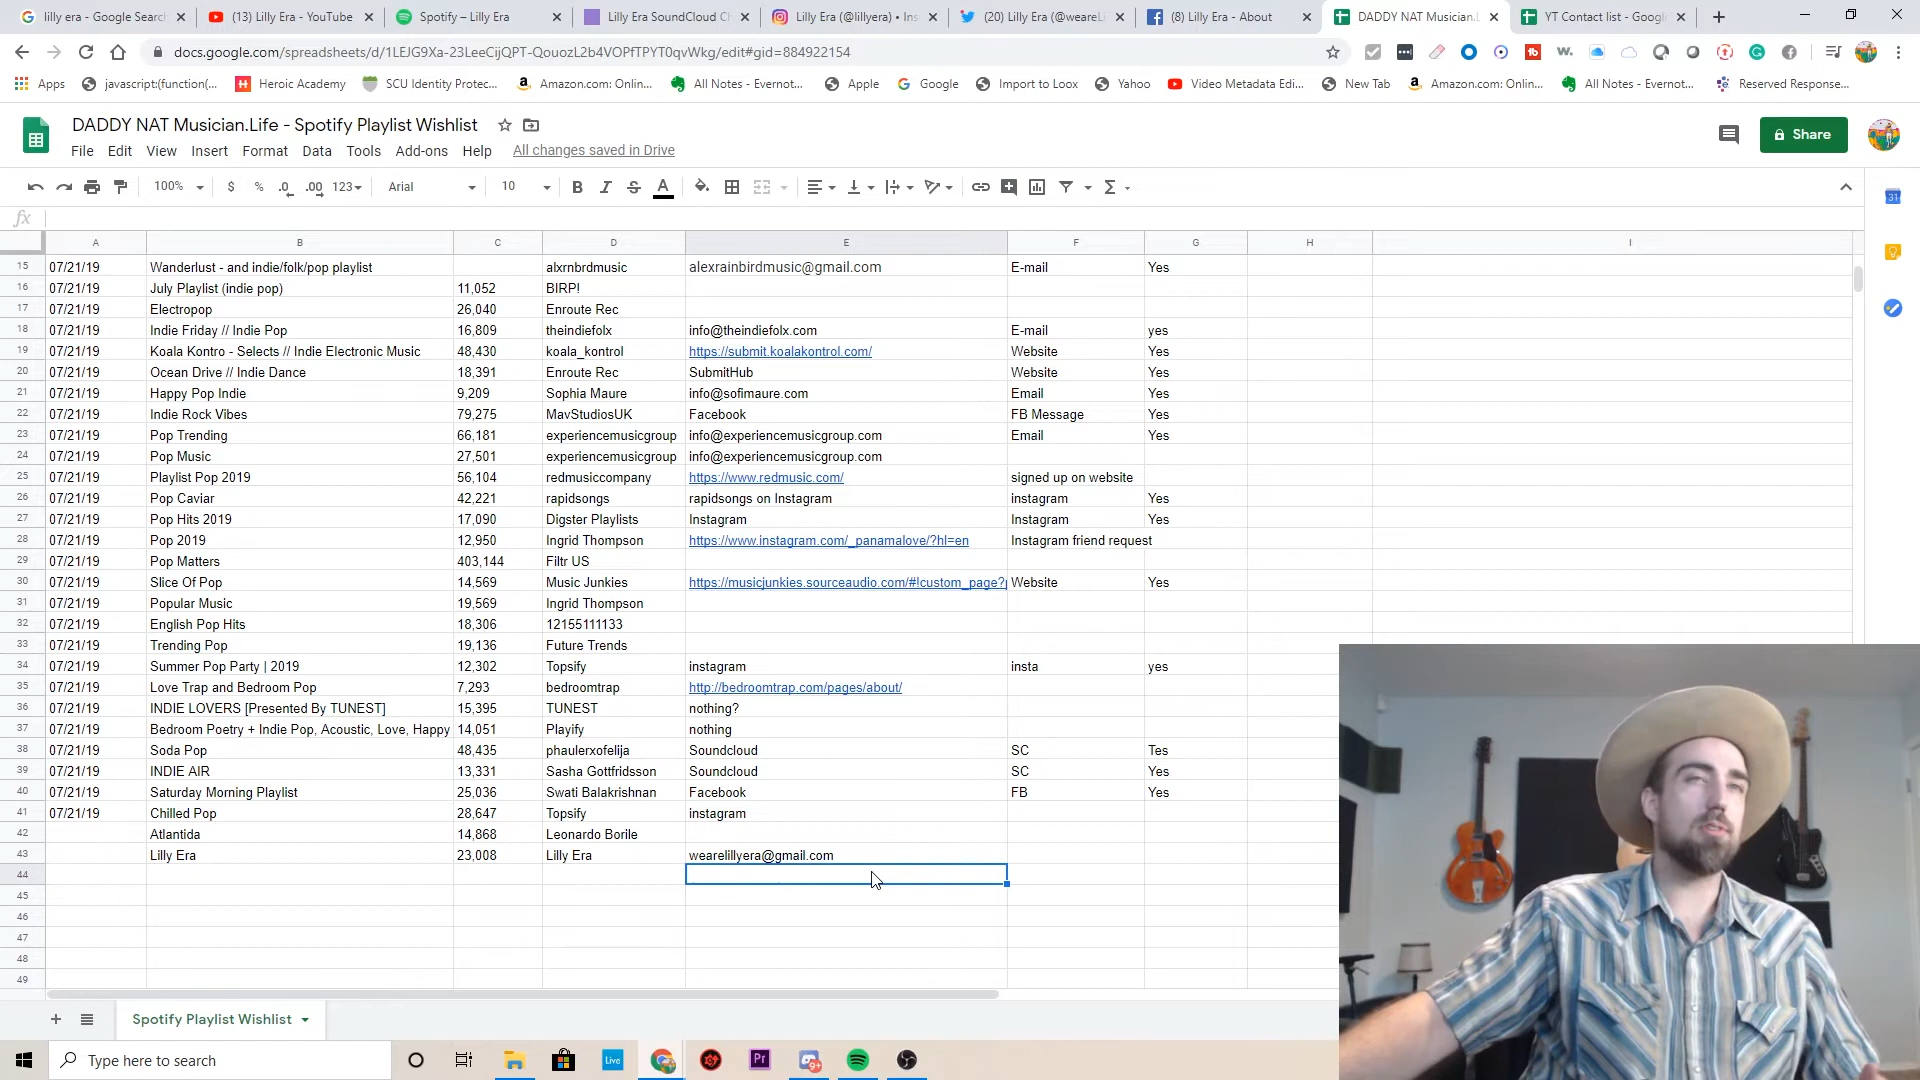 lilly era - Google Search
(13) Lilly Era - YouTube
Spotify – Lilly Era
Lilly Era SoundCloud Ch
Lilly Era (@lillyera) • Ins
(20) Lilly Era (@weareLi
(8) Lilly Era - About
DADDY NAT Musician.L
YT Contact list - Google
docs.google.com/spreadsheets/d/1LEJG9Xa-23LeeCijQPT-QouozL2b4VOPfTPYT0qvWkg/edit#gid=884922154
Apps
javascript:(function(...
Heroic Academy
SCU Identity Protec...
Amazon.com: Onlin...
All Notes - Evernot...
Apple
Google
Import to Loox
Yahoo
Video Metadata Edi...
New Tab
Amazon.com: Onlin...
All Notes - Evernot...
Reserved Response...
DADDY NAT Musician.Life - Spotify Playlist Wishlist
Share
File Edit View Insert Format Data Tools Add-ons Help All changes saved in Drive
100% $ % .0 .00 123 Arial 10 B I S A Σ
fx
A B C D E F G H I
15 07/21/19 Wanderlust - and indie/folk/pop playlist alxrnbrdmusic alexrainbirdmusic@gmail.com E-mail Yes
16 07/21/19 July Playlist (indie pop) 11,052 BIRP!
17 07/21/19 Electropop 26,040 Enroute Rec
18 07/21/19 Indie Friday // Indie Pop 16,809 theindiefolx info@theindiefolx.com E-mail yes
19 07/21/19 Koala Kontro - Selects // Indie Electronic Music 48,430 koala_kontrol https://submit.koalakontrol.com/ Website Yes
20 07/21/19 Ocean Drive // Indie Dance 18,391 Enroute Rec SubmitHub Website Yes
21 07/21/19 Happy Pop Indie 9,209 Sophia Maure info@sofimaure.com Email Yes
22 07/21/19 Indie Rock Vibes 79,275 MavStudiosUK Facebook FB Message Yes
23 07/21/19 Pop Trending 66,181 experiencemusicgroup info@experiencemusicgroup.com Email Yes
24 07/21/19 Pop Music 27,501 experiencemusicgroup info@experiencemusicgroup.com
25 07/21/19 Playlist Pop 2019 56,104 redmusiccompany https://www.redmusic.com/ signed up on website
26 07/21/19 Pop Caviar 42,221 rapidsongs rapidsongs on Instagram instagram Yes
27 07/21/19 Pop Hits 2019 17,090 Digster Playlists Instagram Instagram Yes
28 07/21/19 Pop 2019 12,950 Ingrid Thompson https://www.instagram.com/_panamalove/?hl=en Instagram friend request
29 07/21/19 Pop Matters 403,144 Filtr US
30 07/21/19 Slice Of Pop 14,569 Music Junkies https://musicjunkies.sourceaudio.com/#!custom_page?p Website Yes
31 07/21/19 Popular Music 19,569 Ingrid Thompson
32 07/21/19 English Pop Hits 18,306 12155111133
33 07/21/19 Trending Pop 19,136 Future Trends
34 07/21/19 Summer Pop Party | 2019 12,302 Topsify instagram insta yes
35 07/21/19 Love Trap and Bedroom Pop 7,293 bedroomtrap http://bedroomtrap.com/pages/about/
36 07/21/19 INDIE LOVERS [Presented By TUNEST] 15,395 TUNEST nothing?
37 07/21/19 Bedroom Poetry + Indie Pop, Acoustic, Love, Happy 14,051 Playify nothing
38 07/21/19 Soda Pop 48,435 phaulerxofelija Soundcloud SC Tes
39 07/21/19 INDIE AIR 13,331 Sasha Gottfridsson Soundcloud SC Yes
40 07/21/19 Saturday Morning Playlist 25,036 Swati Balakrishnan Facebook FB Yes
41 07/21/19 Chilled Pop 28,647 Topsify instagram
42 Atlantida 14,868 Leonardo Borile
43 Lilly Era 23,008 Lilly Era wearelillyera@gmail.com
44
45
46
47
48
49
Spotify Playlist Wishlist
Type here to search
Live
Pr